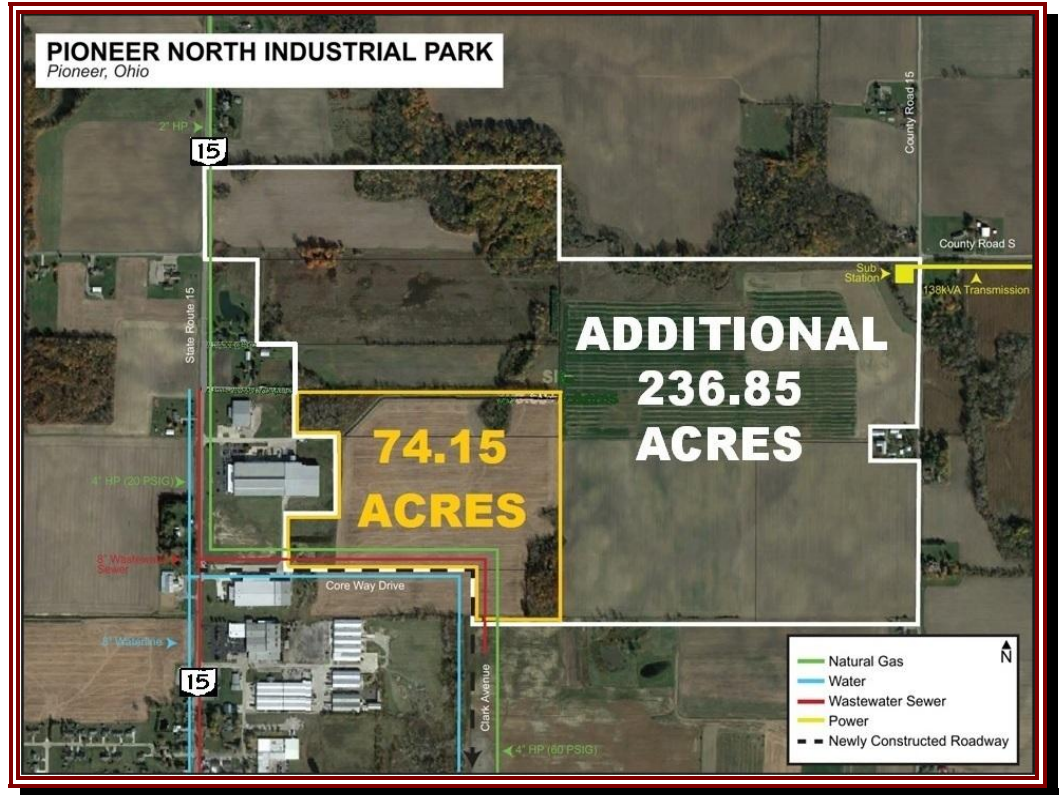 PIONEER NORTH INDUSTRIAL PARK
Pioneer, Ohio
2" HP
15
County Road 15
County Road S
Sub
Station
138kVA Transmission
State Route 15
ADDITIONAL
236.85
ACRES
74.15
ACRES
4" HP (20 PSIG)
8" Wastewater
Sewer
Core Way Drive
8" Waterline
15
Clark Avenue
4" HP (60 PSIG)
N
Natural Gas
Water
Wastewater Sewer
Power
Newly Constructed Roadway